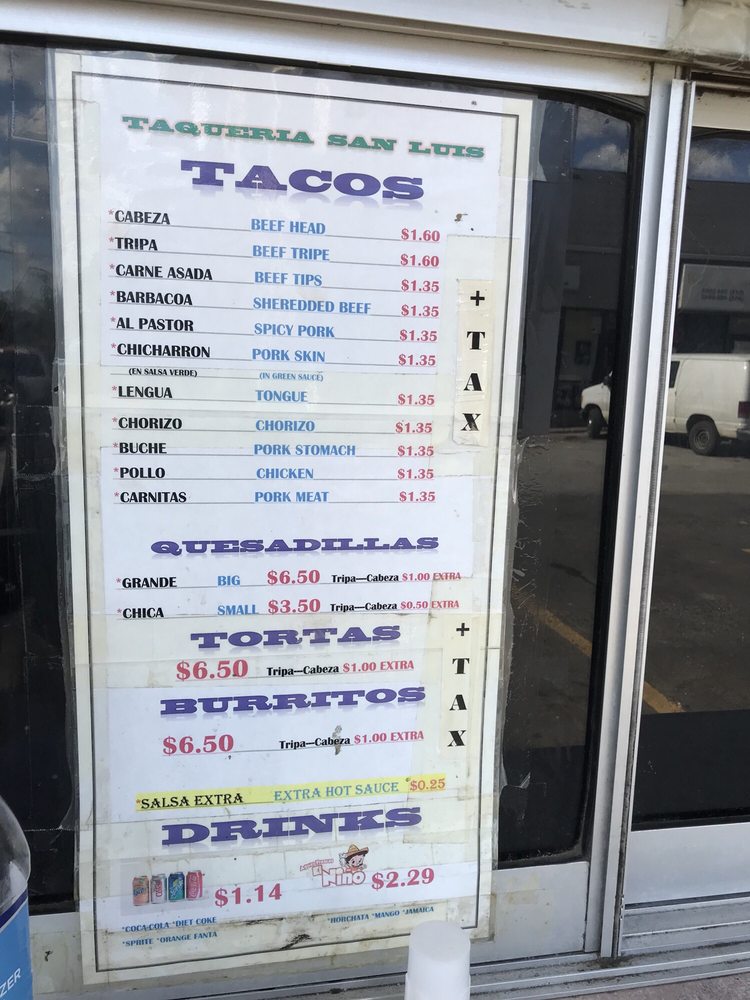 TAQUERIA SAN LUIS
TACOS
*CABEZA BEEF HEAD $1.60
*TRIPA BEEF TRIPE $1.60
*CARNE ASADA BEEF TIPS $1.35
*BARBACOA SHEREDDED BEEF $1.35
*AL PASTOR SPICY PORK $1.35
*CHICHARRON PORK SKIN $1.35
(EN SALSA VERDE) (IN GREEN SAUCE)
*LENGUA TONGUE $1.35
*CHORIZO CHORIZO $1.35
*BUCHE PORK STOMACH $1.35
*POLLO CHICKEN $1.35
*CARNITAS PORK MEAT $1.35
+ TAX
QUESADILLAS
*GRANDE BIG $6.50 Tripa—Cabeza $1.00 EXTRA
*CHICA SMALL $3.50 Tripa—Cabeza $0.50 EXTRA
TORTAS
$6.50 Tripa—Cabeza $1.00 EXTRA
BURRITOS
$6.50 Tripa—Cabeza $1.00 EXTRA
+ TAX
*SALSA EXTRA EXTRA HOT SAUCE $0.25
DRINKS
$1.14 El Nino $2.29
*COCA-COLA *DIET COKE *HORCHATA *MANGO *JAMAICA
*SPRITE *ORANGE FANTA
ZER